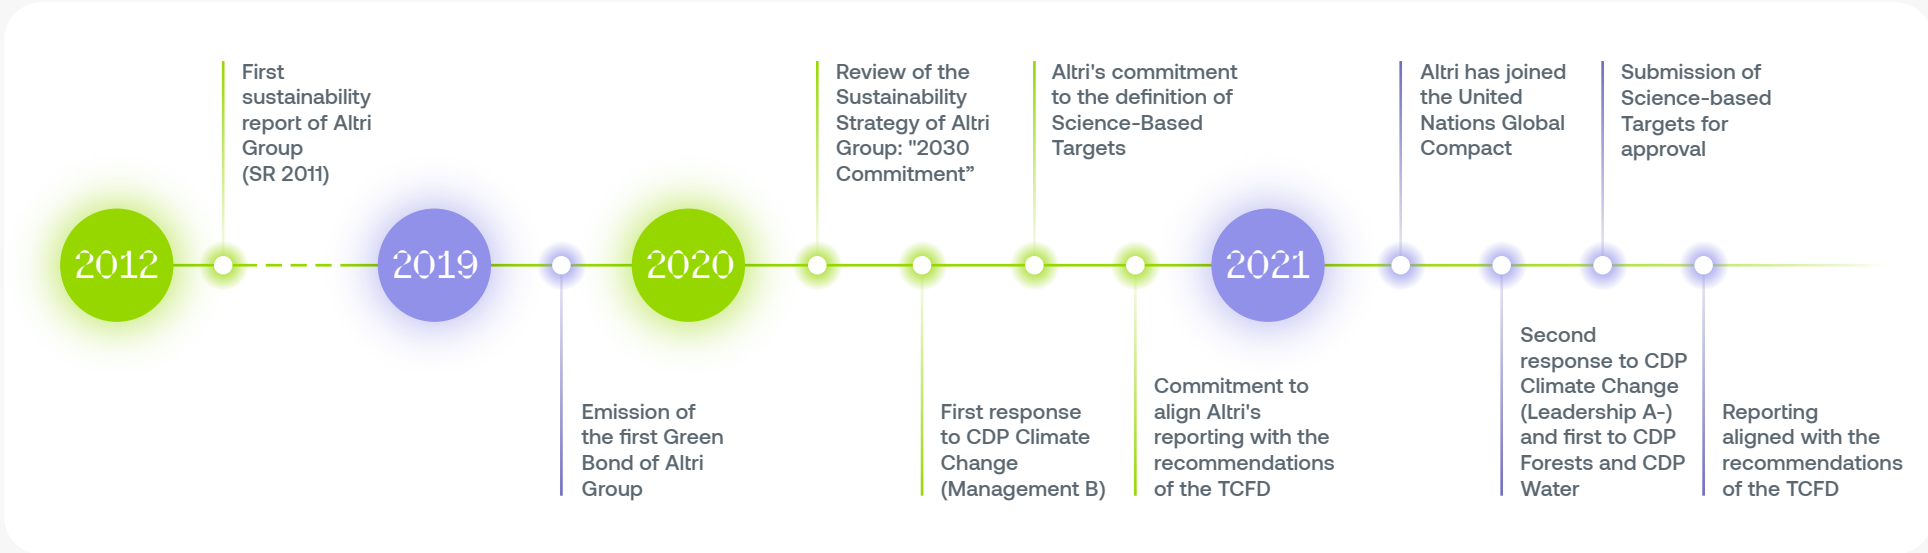 2012
First
sustainability
report of Altri
Group
(SR 2011)
2019
Emission of
the first Green
Bond of Altri
Group
2020
Review of the
Sustainability
Strategy of Altri
Group: "2030
Commitment”
First response
to CDP Climate
Change
(Management B)
Altri's commitment
to the definition of
Science-Based
Targets
Commitment to
align Altri's
reporting with the
recommendations
of the TCFD
2021
Altri has joined
the United
Nations Global
Compact
Second
response to CDP
Climate Change
(Leadership A-)
and first to CDP
Forests and CDP
Water
Submission of
Science-based
Targets for
approval
Reporting
aligned with the
recommendations
of the TCFD